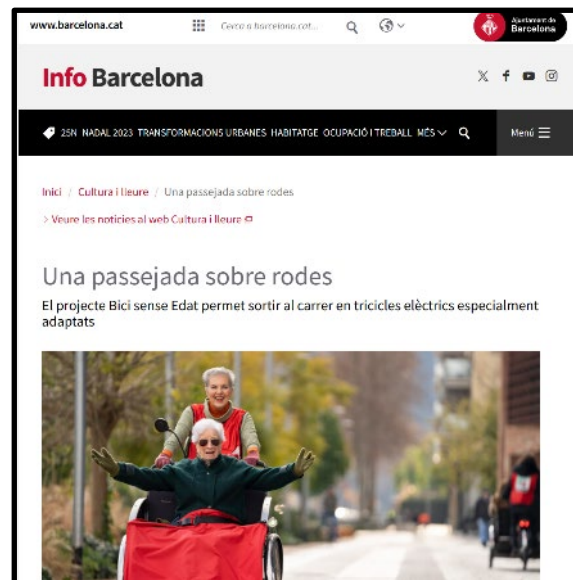 www.barcelona.cat
Cerca a barcelona.cat...
Ajuntament de
Barcelona
Info Barcelona
25N NADAL 2023 TRANSFORMACIONS URBANES HABITATGE OCUPACIÓ I TREBALL MÉS
Menú
Inici / Cultura i lleure / Una passejada sobre rodes
> Veure les notícies al web Cultura i lleure
Una passejada sobre rodes
El projecte Bici sense Edat permet sortir al carrer en tricicles elèctrics especialment
adaptats